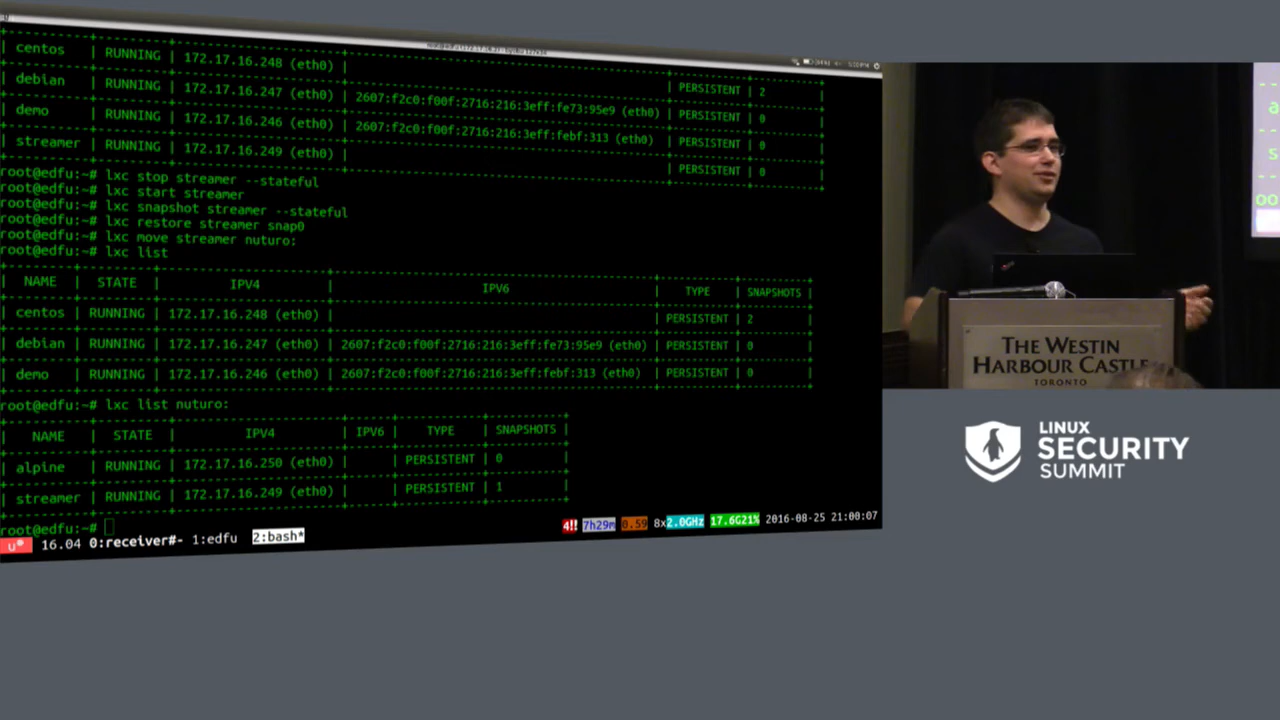 | centos | RUNNING | 172.17.16.248 (eth0) | | PERSISTENT | 2 |
| debian | RUNNING | 172.17.16.247 (eth0) | 2607:f2c0:f00f:2716:216:3eff:fe73:95e9 (eth0) | PERSISTENT | 0 |
| demo | RUNNING | 172.17.16.246 (eth0) | 2607:f2c0:f00f:2716:216:3eff:febf:313 (eth0) | PERSISTENT | 0 |
| streamer | RUNNING | 172.17.16.249 (eth0) | | PERSISTENT | 0 |
root@edfu:~# lxc stop streamer --stateful
root@edfu:~# lxc start streamer
root@edfu:~# lxc snapshot streamer --stateful
root@edfu:~# lxc restore streamer snap0
root@edfu:~# lxc move streamer nuturo:
root@edfu:~# lxc list
| NAME | STATE | IPV4 | IPV6 | TYPE | SNAPSHOTS |
| centos | RUNNING | 172.17.16.248 (eth0) | | PERSISTENT | 2 |
| debian | RUNNING | 172.17.16.247 (eth0) | 2607:f2c0:f00f:2716:216:3eff:fe73:95e9 (eth0) | PERSISTENT | 0 |
| demo | RUNNING | 172.17.16.246 (eth0) | 2607:f2c0:f00f:2716:216:3eff:febf:313 (eth0) | PERSISTENT | 0 |
root@edfu:~# lxc list nuturo:
| NAME | STATE | IPV4 | IPV6 | TYPE | SNAPSHOTS |
| alpine | RUNNING | 172.17.16.250 (eth0) | | PERSISTENT | 0 |
| streamer | RUNNING | 172.17.16.249 (eth0) | | PERSISTENT | 1 |
root@edfu:~#
u* 16.04 0:receiver#- 1:edfu 2:bash* 4!! 7h29m 0.59 8x2.0GHz 17.6G21% 2016-08-25 21:00:07
THE WESTIN
HARBOUR CASTLE
TORONTO
LINUX
SECURITY
SUMMIT